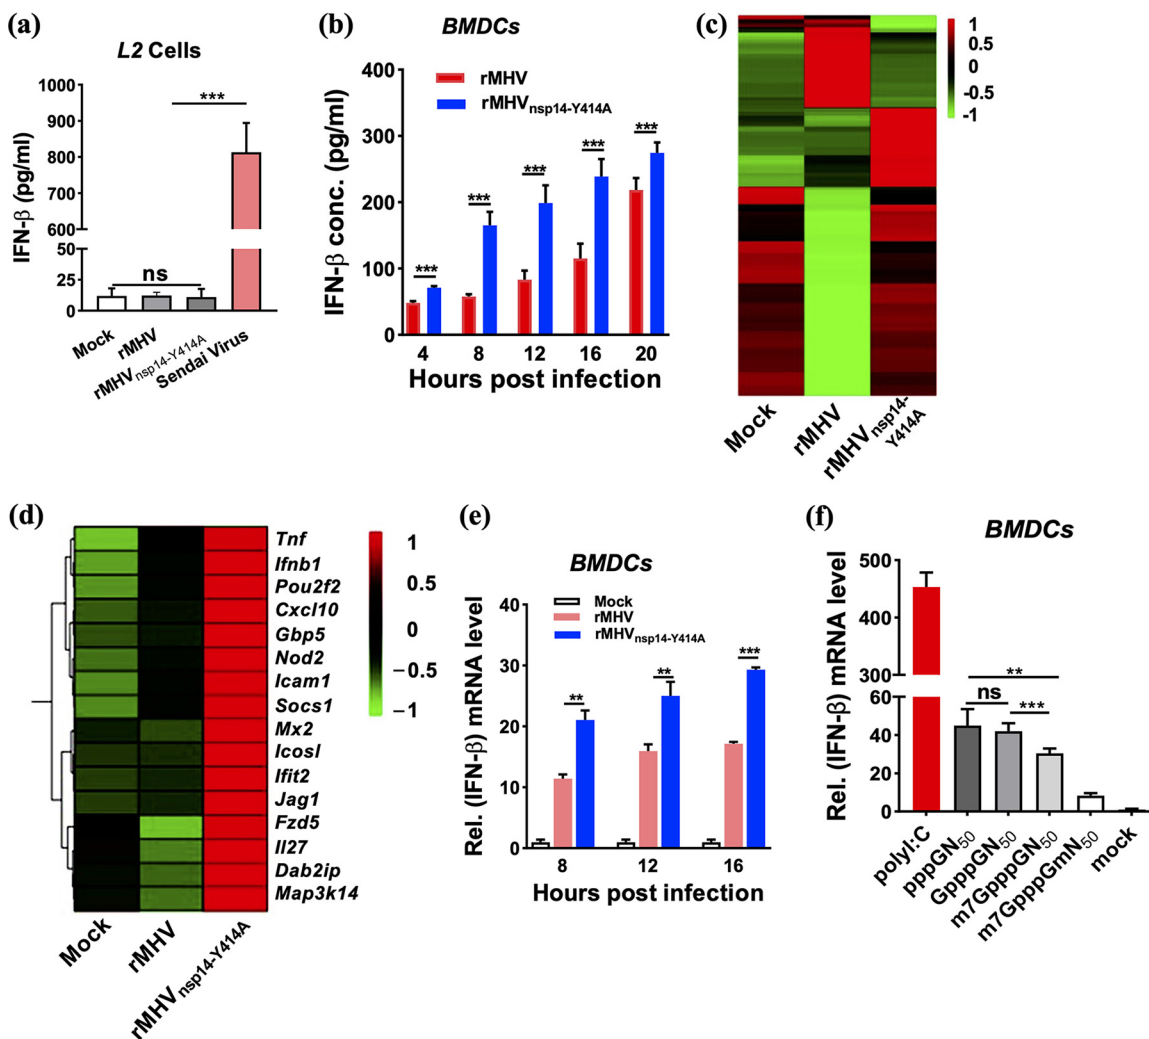 (a)
L2 Cells
1000
900
800
700
600
50
25
0
IFN-β (pg/ml)
***
ns
Mock
rMHV
rMHVnsp14-Y414A
Sendai Virus
(b)
BMDCs
400
300
200
100
0
IFN-β conc. (pg/ml)
rMHV
rMHVnsp14-Y414A
***
***
***
***
***
4 8 12 16 20
Hours post infection
(c)
1
0.5
0
-0.5
-1
Mock
rMHV
rMHVnsp14-
Y414A
(d)
Tnf
Ifnb1
Pou2f2
Cxcl10
Gbp5
Nod2
Icam1
Socs1
Mx2
Icosl
Ifit2
Jag1
Fzd5
Il27
Dab2ip
Map3k14
1
0.5
0
−0.5
−1
Mock
rMHV
rMHVnsp14-Y414A
(e)
BMDCs
40
30
20
10
0
Rel. (IFN-β) mRNA level
Mock
rMHV
rMHVnsp14-Y414A
**
**
***
8 12 16
Hours post infection
(f)
BMDCs
500
400
300
60
40
20
0
Rel. (IFN-β) mRNA level
**
ns
***
polyI:C
pppGN50
GpppGN50
m7GpppGN50
m7GppPGmN50
mock